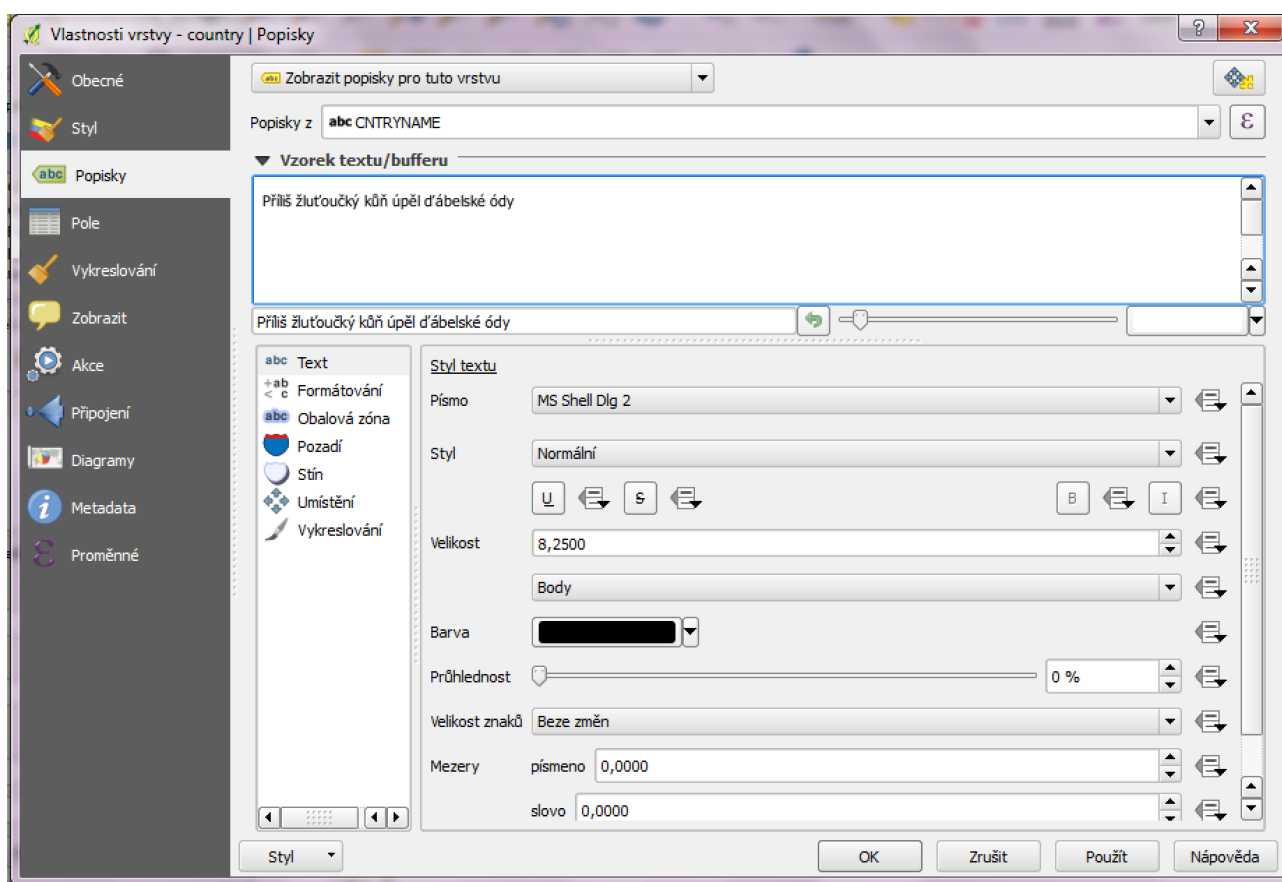 Vlastnosti vrstvy - country | Popisky
Obecné
Styl
abc Popisky
Pole
Vykreslování
Zobrazit
Akce
Připojení
Diagramy
Metadata
Proměnné
abc Zobrazit popisky pro tuto vrstvu
Popisky z abc CNTRYNAME ε
Vzorek textu/bufferu
Příliš žluťoučký kůň úpěl ďábelské ódy
Příliš žluťoučký kůň úpěl ďábelské ódy
abc Text
+ab < c Formátování
abc Obalová zóna
Pozadí
Stín
Umístění
Vykreslování
Styl textu
Písmo MS Shell Dlg 2
Styl Normální
U S B I
Velikost 8,2500
Body
Barva
Průhlednost 0 %
Velikost znaků Beze změn
Mezery písmeno 0,0000
slovo 0,0000
Styl OK Zrušit Použít Nápověda